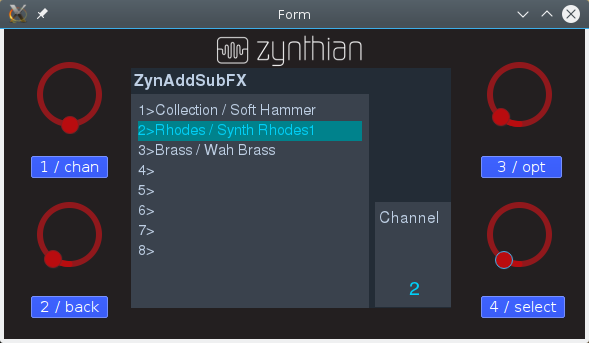 Form
zynthian
ZynAddSubFX
1>Collection / Soft Hammer
2>Rhodes / Synth Rhodes1
3>Brass / Wah Brass
4>
5>
6>
7>
8>
Channel
2
1 / chan
2 / back
3 / opt
4 / select